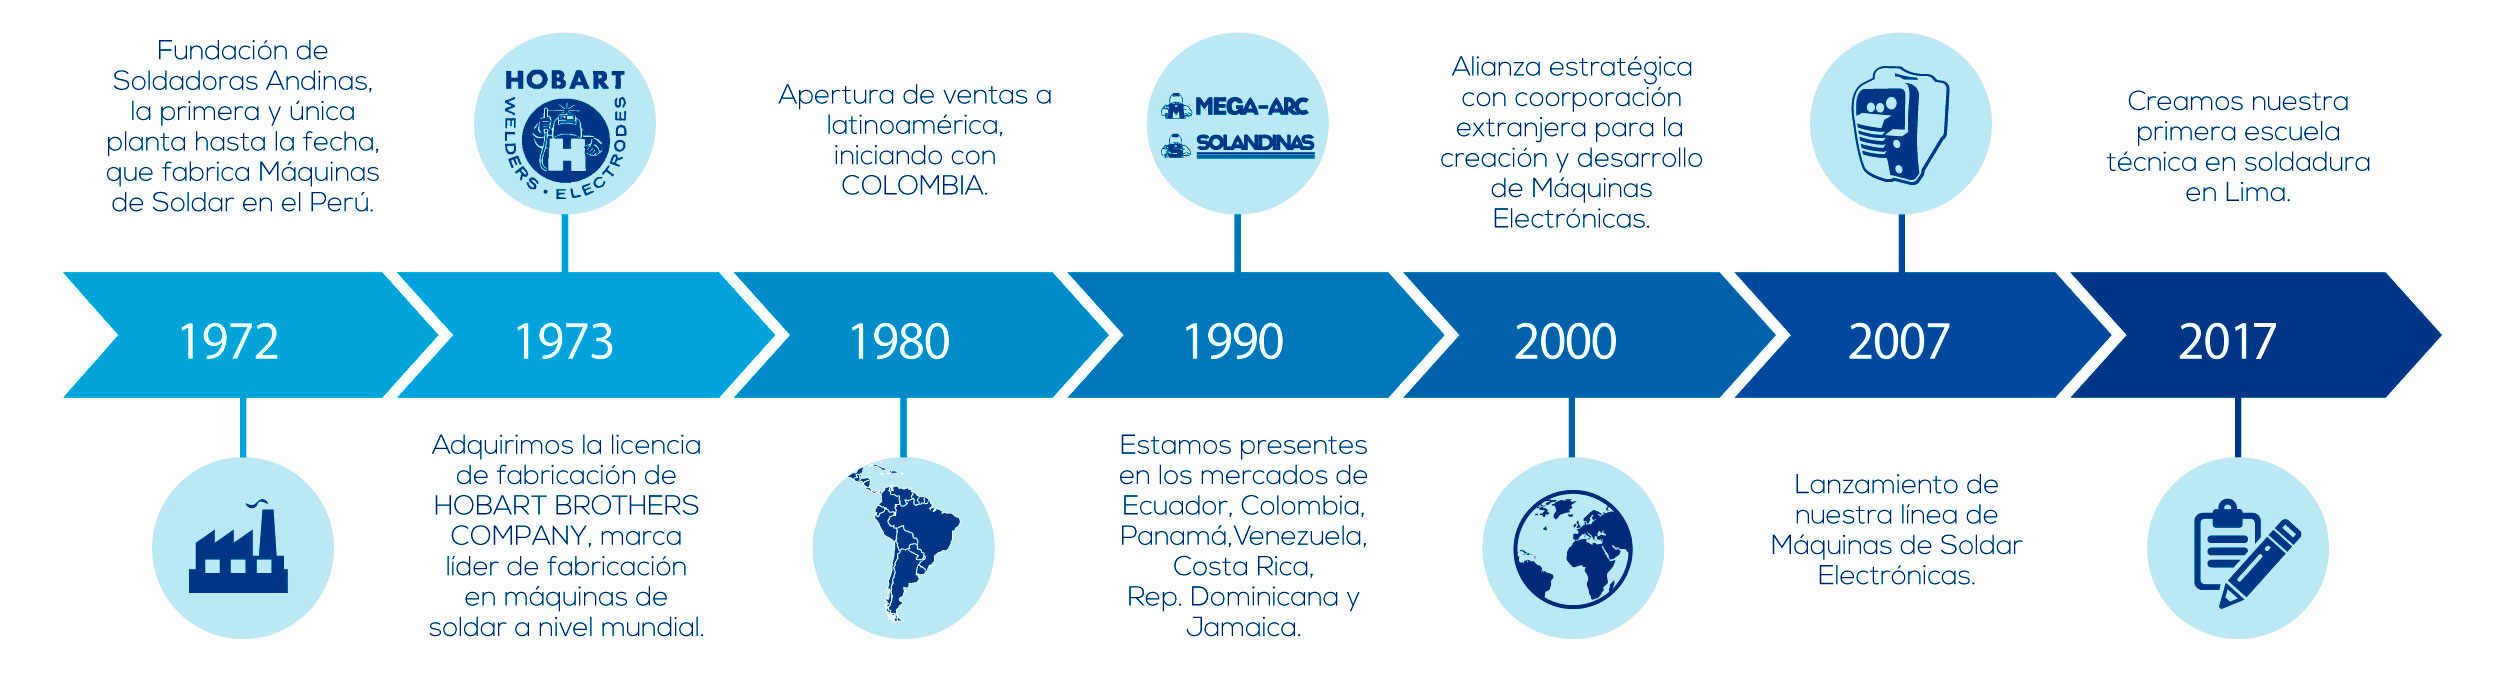 Fundación de
Soldadoras Andinas,
la primera y única
planta hasta la fecha,
que fabrica Máquinas
de Soldar en el Perú.
1972
HOBART
WELDERS • ELECTRODES
H
1973
Adquirimos la licencia
de fabricación de
HOBART BROTHERS
COMPANY, marca
líder de fabricación
en máquinas de
soldar a nivel mundial.
Apertura de ventas a
latinoamérica,
iniciando con
COLOMBIA.
1980
MEGA-ARC
SOLANDINAS
1990
Estamos presentes
en los mercados de
Ecuador, Colombia,
Panamá,Venezuela,
Costa Rica,
Rep. Dominicana y
Jamaica.
Alianza estratégica
con coorporación
extranjera para la
creación y desarrollo
de Máquinas
Electrónicas.
2000
2007
Lanzamiento de
nuestra línea de
Máquinas de Soldar
Electrónicas.
Creamos nuestra
primera escuela
técnica en soldadura
en Lima.
2017